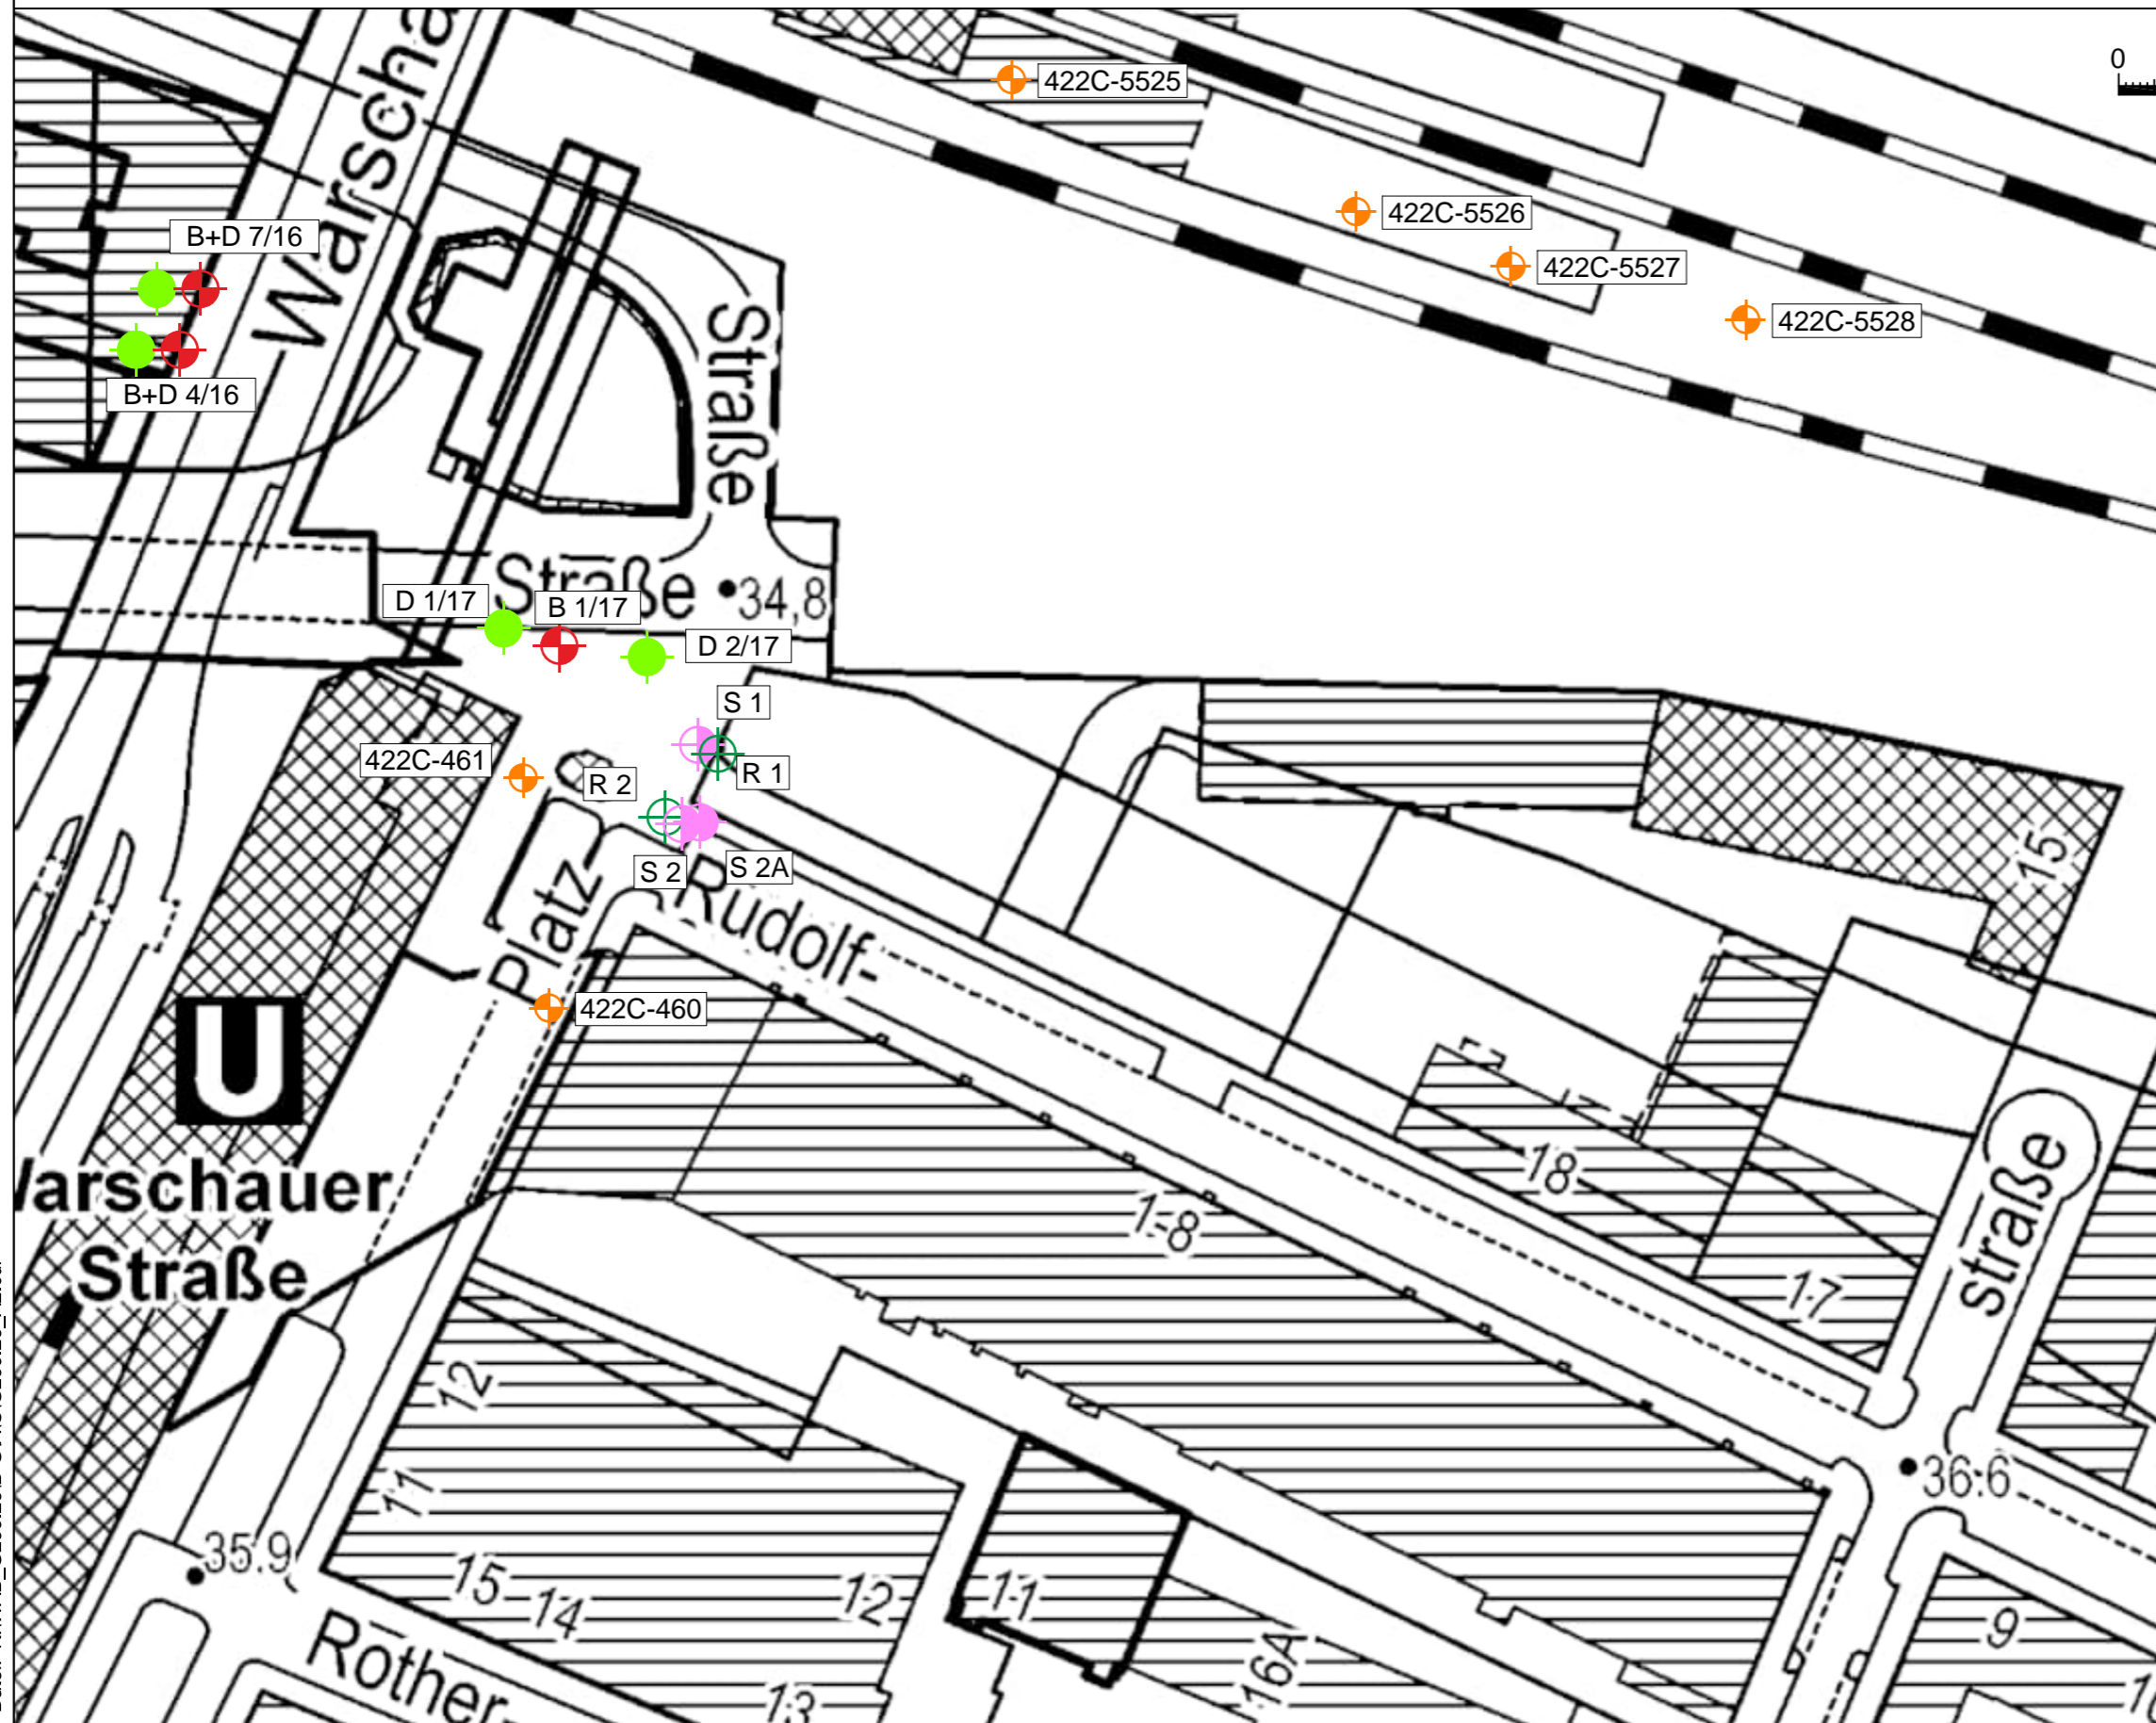 Warscha
0
422C-5525
422C-5526
422C-5527
422C-5528
B+D 7/16
B+D 4/16
Straße
Straße
34,8
D 1/17
B 1/17
D 2/17
S 1
R 1
422C-461
R 2
S 2
S 2A
Platz-
Rudolf-
422C-460
15
U
arschauer
Straße
18
17
straße
1-8
12
11
36.6
35.9
15
14
12
11
13
16A
9
Rother-